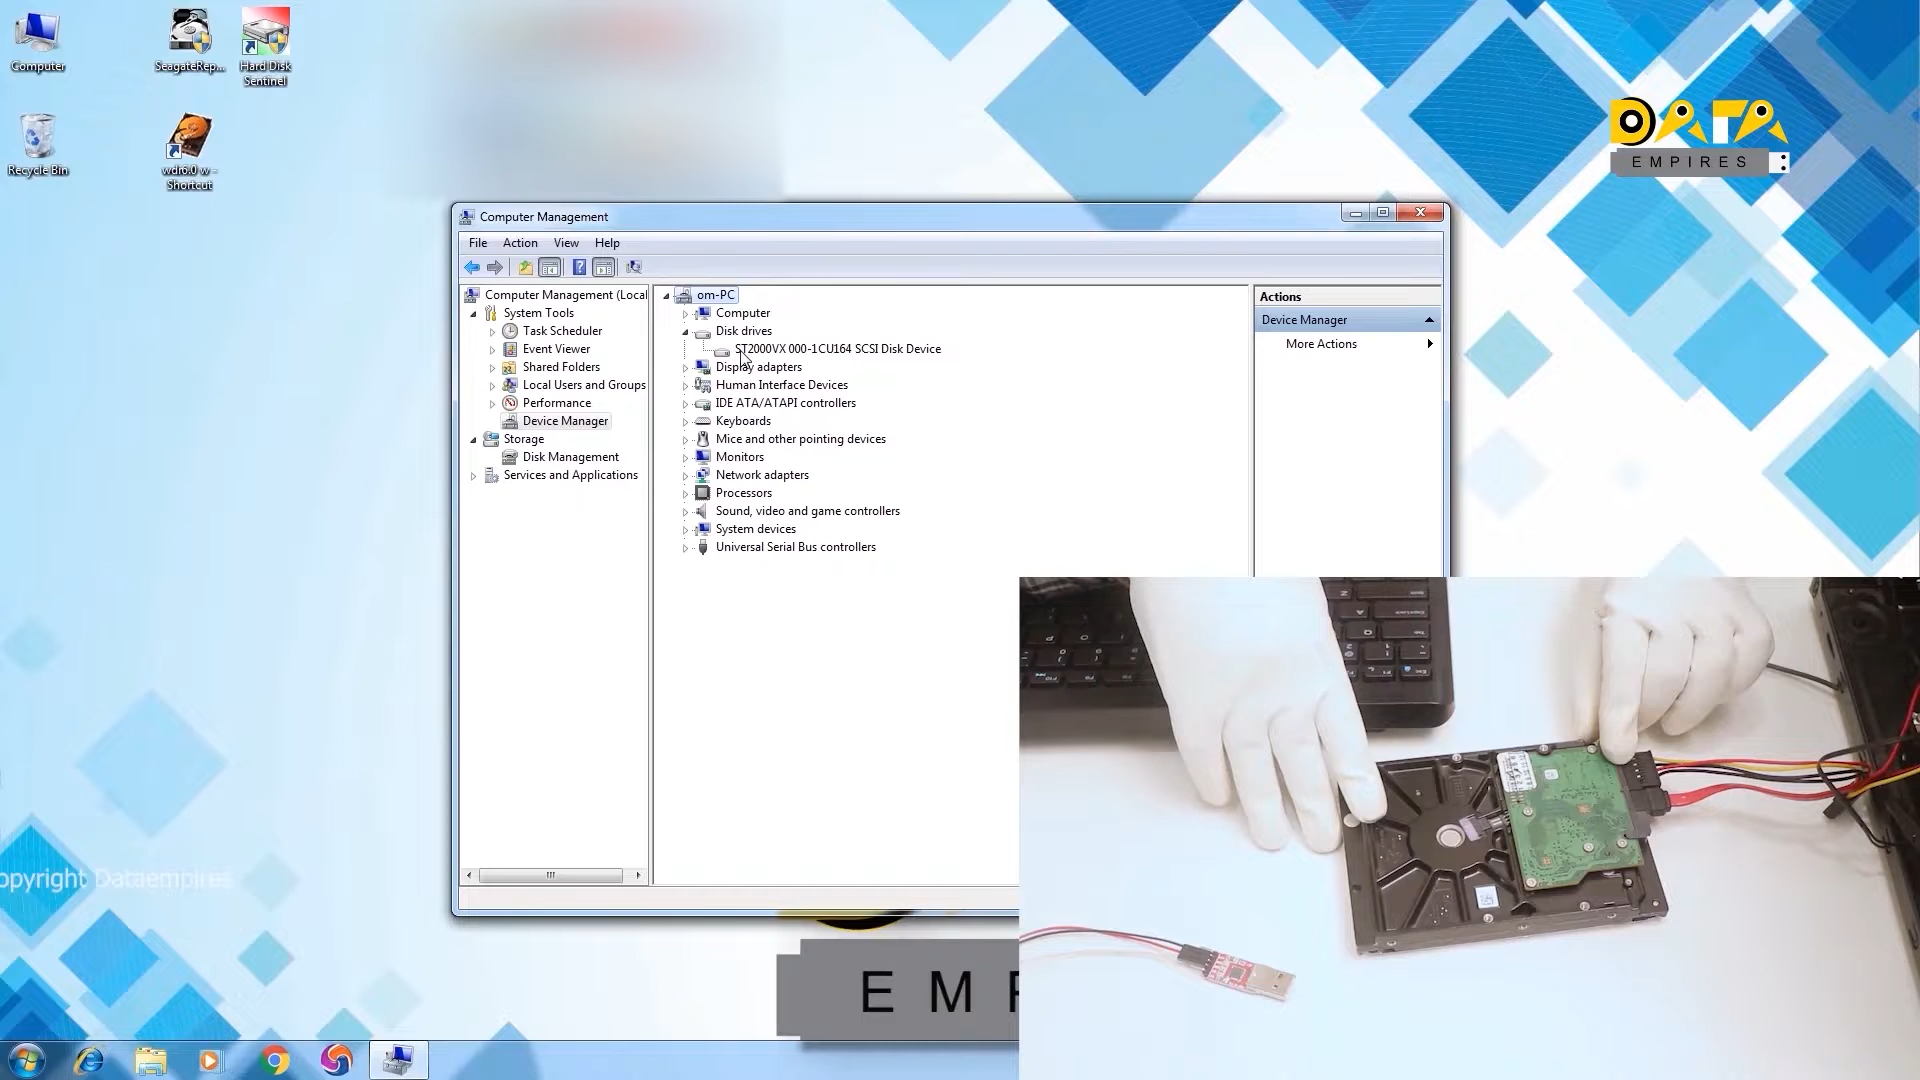 Computer
SeagateRep...
Hard Disk
Sentinel
Recycle Bin
wdr6.0 w -
Shortcut
DATA
EMPIRES
Computer Management
File Action View Help
Computer Management (Local
System Tools
Task Scheduler
Event Viewer
Shared Folders
Local Users and Groups
Performance
Device Manager
Storage
Disk Management
Services and Applications
om-PC
Computer
Disk drives
ST2000VX 000-1CU164 SCSI Disk Device
Display adapters
Human Interface Devices
IDE ATA/ATAPI controllers
Keyboards
Mice and other pointing devices
Monitors
Network adapters
Processors
Sound, video and game controllers
System devices
Universal Serial Bus controllers
Actions
Device Manager
More Actions
opyright Dataempires
E M